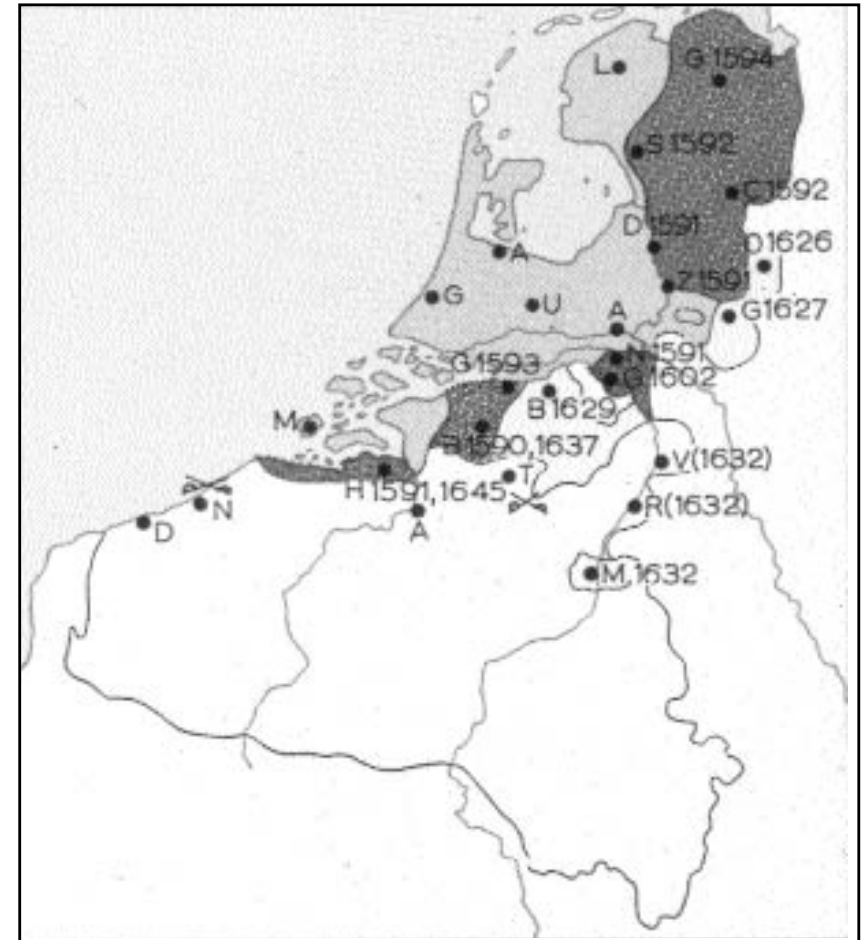 L
G 1594
S 1592
C 1592
D 1591
A
O 1626
Z 1591
G
U
A
G 1627
N 1591
G 1593
G 1602
B 1629
M
B 1590, 1637
T
V (1632)
H 1591, 1645
N
D
A
R (1632)
M, 1632